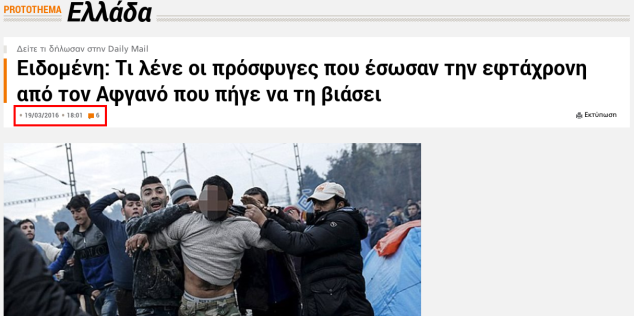 PROTOTHEMA Ελλάδα
Δείτε τι δήλωσαν στην Daily Mail
Ειδομένη: Τι λένε οι πρόσφυγες που έσωσαν την εφτάχρονη
από τον Αφγανό που πήγε να τη βιάσει
19/03/2016 • 18:01 6
Εκτύπωση